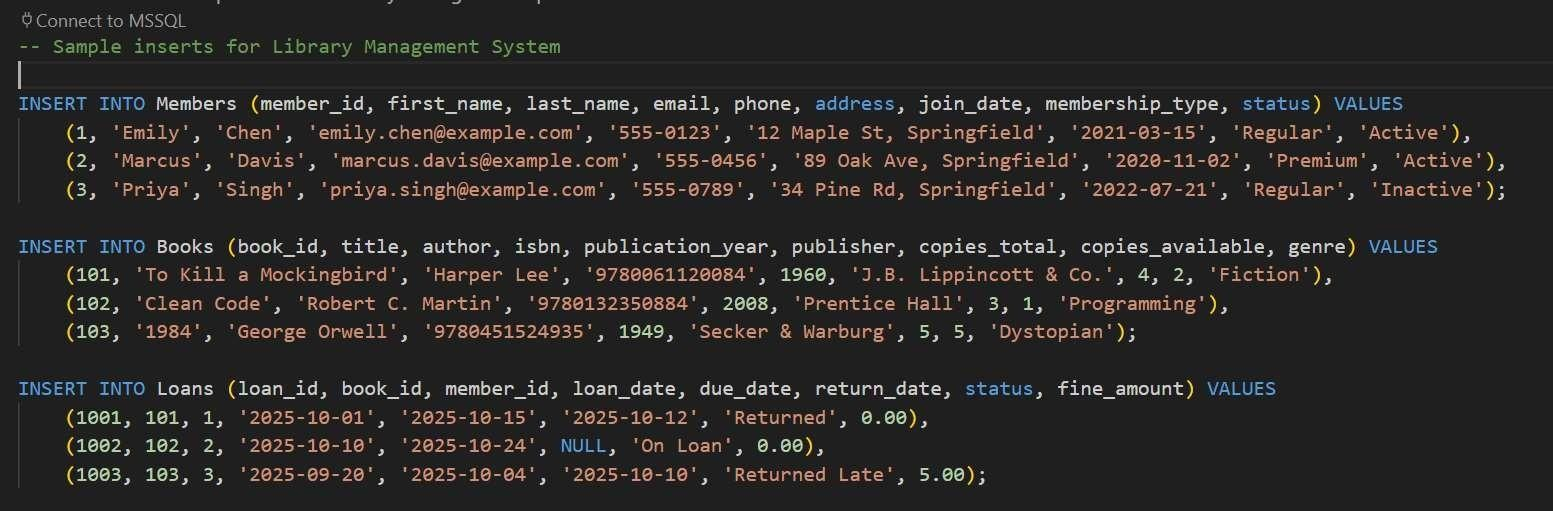 Connect to MSSQL
-- Sample inserts for Library Management System
INSERT INTO Members (member_id, first_name, last_name, email, phone, address, join_date, membership_type, status) VALUES
(1, 'Emily', 'Chen', 'emily.chen@example.com', '555-0123', '12 Maple St, Springfield', '2021-03-15', 'Regular', 'Active'),
(2, 'Marcus', 'Davis', 'marcus.davis@example.com', '555-0456', '89 Oak Ave, Springfield', '2020-11-02', 'Premium', 'Active'),
(3, 'Priya', 'Singh', 'priya.singh@example.com', '555-0789', '34 Pine Rd, Springfield', '2022-07-21', 'Regular', 'Inactive');
INSERT INTO Books (book_id, title, author, isbn, publication_year, publisher, copies_total, copies_available, genre) VALUES
(101, 'To Kill a Mockingbird', 'Harper Lee', '9780061120084', 1960, 'J.B. Lippincott & Co.', 4, 2, 'Fiction'),
(102, 'Clean Code', 'Robert C. Martin', '9780132350884', 2008, 'Prentice Hall', 3, 1, 'Programming'),
(103, '1984', 'George Orwell', '9780451524935', 1949, 'Secker & Warburg', 5, 5, 'Dystopian');
INSERT INTO Loans (loan_id, book_id, member_id, loan_date, due_date, return_date, status, fine_amount) VALUES
(1001, 101, 1, '2025-10-01', '2025-10-15', '2025-10-12', 'Returned', 0.00),
(1002, 102, 2, '2025-10-10', '2025-10-24', NULL, 'On Loan', 0.00),
(1003, 103, 3, '2025-09-20', '2025-10-04', '2025-10-10', 'Returned Late', 5.00);